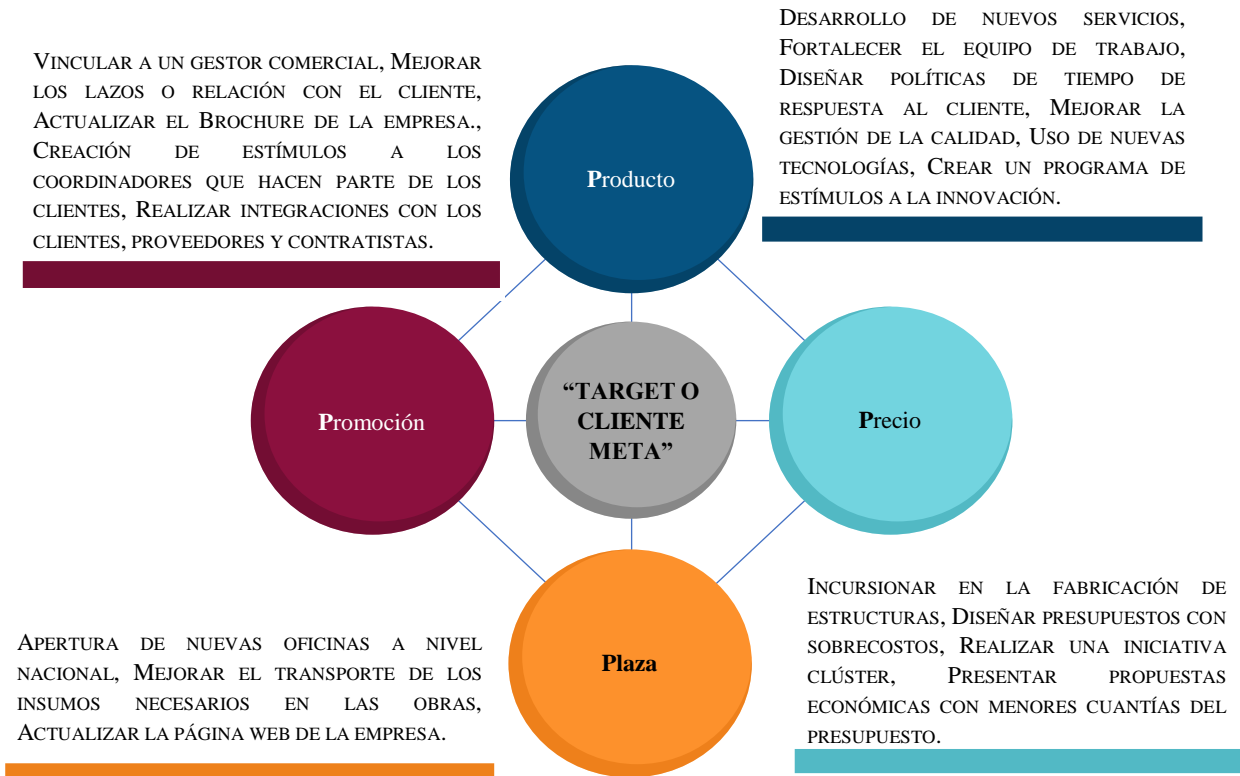 VINCULAR A UN GESTOR COMERCIAL, MEJORAR
LOS LAZOS O RELACIÓN CON EL CLIENTE,
ACTUALIZAR EL BROCHURE DE LA EMPRESA.,
CREACIÓN DE ESTÍMULOS A LOS
COORDINADORES QUE HACEN PARTE DE LOS
CLIENTES, REALIZAR INTEGRACIONES CON LOS
CLIENTES, PROVEEDORES Y CONTRATISTAS.
DESARROLLO DE NUEVOS SERVICIOS,
FORTALECER EL EQUIPO DE TRABAJO,
DISEÑAR POLÍTICAS DE TIEMPO DE
RESPUESTA AL CLIENTE, MEJORAR LA
GESTIÓN DE LA CALIDAD, USO DE NUEVAS
TECNOLOGÍAS, CREAR UN PROGRAMA DE
ESTÍMULOS A LA INNOVACIÓN.
Producto
Promoción
“TARGET O
CLIENTE
META”
Precio
Plaza
APERTURA DE NUEVAS OFICINAS A NIVEL
NACIONAL, MEJORAR EL TRANSPORTE DE LOS
INSUMOS NECESARIOS EN LAS OBRAS,
ACTUALIZAR LA PÁGINA WEB DE LA EMPRESA.
INCURSIONAR EN LA FABRICACIÓN DE
ESTRUCTURAS, DISEÑAR PRESUPUESTOS CON
SOBRECOSTOS, REALIZAR UNA INICIATIVA
CLÚSTER, PRESENTAR PROPUESTAS
ECONÓMICAS CON MENORES CUANTÍAS DEL
PRESUPUESTO.